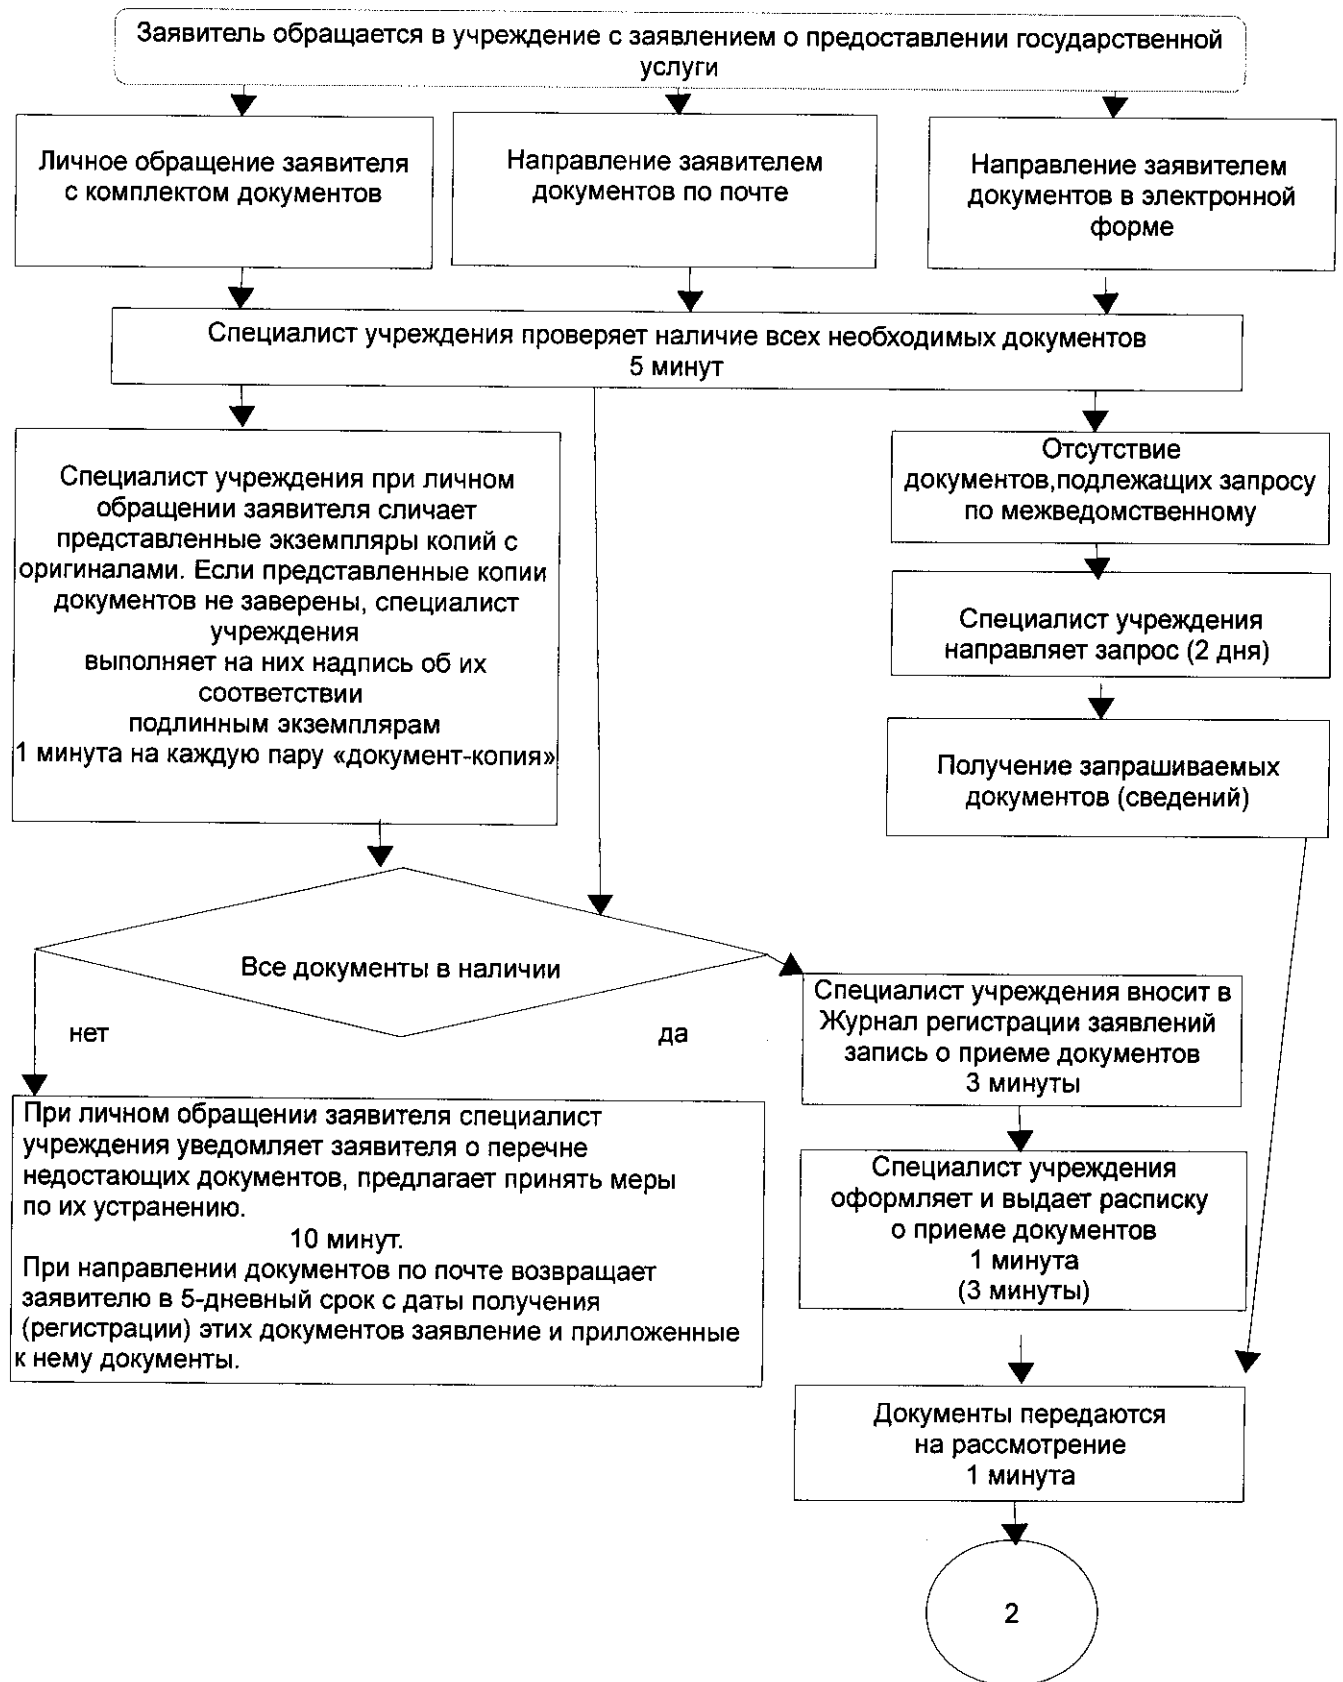 Заявитель обращается в учреждение с заявлением о предоставлении государственной
услуги
Личное обращение заявителя
с комплектом документов
Направление заявителем
документов по почте
Направление заявителем
документов в электронной
форме
Специалист учреждения проверяет наличие всех необходимых документов
5 минут
Специалист учреждения при личном
обращении заявителя сличает
представленные экземпляры копий с
оригиналами. Если представленные копии
документов не заверены, специалист
учреждения
выполняет на них надпись об их
соответствии
подлинным экземплярам
1 минута на каждую пару «документ-копия»
Отсутствие
документов,подлежащих запросу
по межведомственному
Специалист учреждения
направляет запрос (2 дня)
Получение запрашиваемых
документов (сведений)
Все документы в наличии
нет
да
Специалист учреждения вносит в
Журнал регистрации заявлений
запись о приеме документов
3 минуты
При личном обращении заявителя специалист
учреждения уведомляет заявителя о перечне
недостающих документов, предлагает принять меры
по их устранению.
10 минут.
При направлении документов по почте возвращает
заявителю в 5-дневный срок с даты получения
(регистрации) этих документов заявление и приложенные
к нему документы.
Специалист учреждения
оформляет и выдает расписку
о приеме документов
1 минута
(3 минуты)
Документы передаются
на рассмотрение
1 минута
2